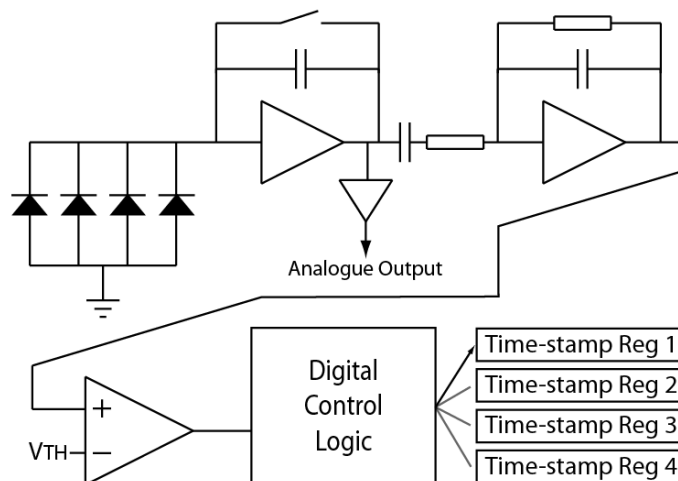 Analogue Output
+
VTH
−
Digital
Control
Logic
Time-stamp Reg 1
Time-stamp Reg 2
Time-stamp Reg 3
Time-stamp Reg 4